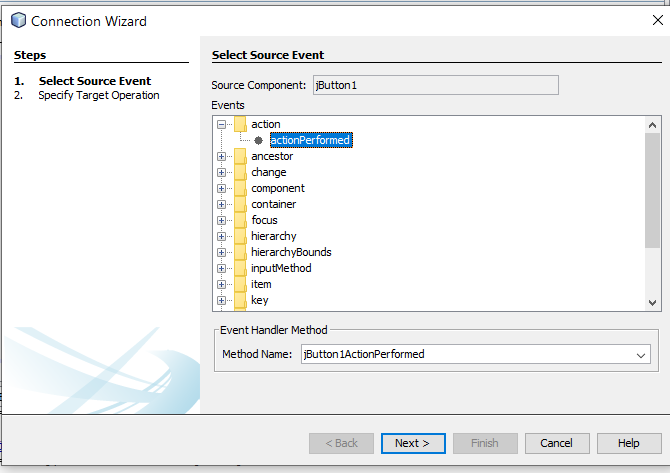 Connection Wizard
Steps
1. Select Source Event
2. Specify Target Operation
Select Source Event
Source Component: jButton1
Events
action
actionPerformed
ancestor
change
component
container
focus
hierarchy
hierarchyBounds
inputMethod
item
key
Event Handler Method
Method Name: jButton1ActionPerformed
< Back Next > Finish Cancel Help